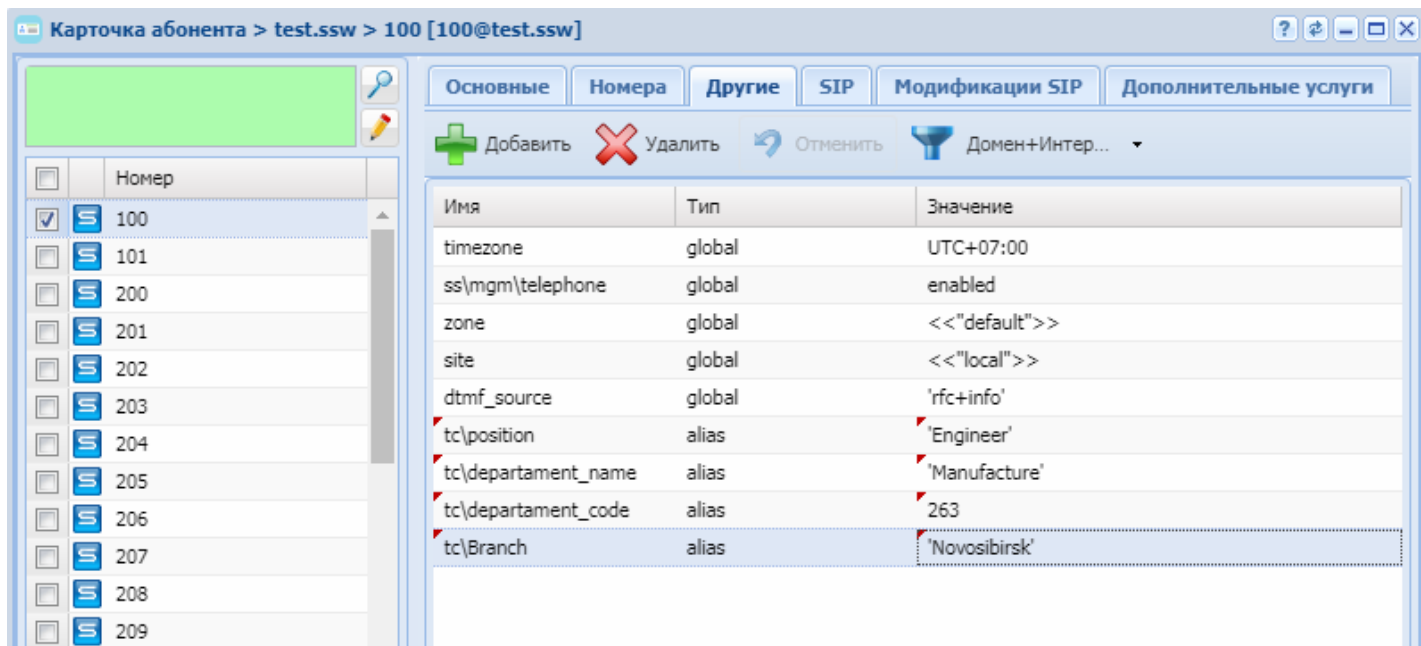 Карточка абонента > test.ssw > 100 [100@test.ssw]
Основные Номера Другие SIP Модификации SIP Дополнительные услуги
Добавить Удалить Отменить Домен+Интер...
Номер
100
101
200
201
202
203
204
205
206
207
208
209
Имя Тип Значение
timezone global UTC+07:00
ss\mgm\telephone global enabled
zone global <<"default">>
site global <<"local">>
dtmf_source global 'rfc+info'
tc\position alias 'Engineer'
tc\departament_name alias 'Manufacture'
tc\departament_code alias 263
tc\Branch alias 'Novosibirsk'